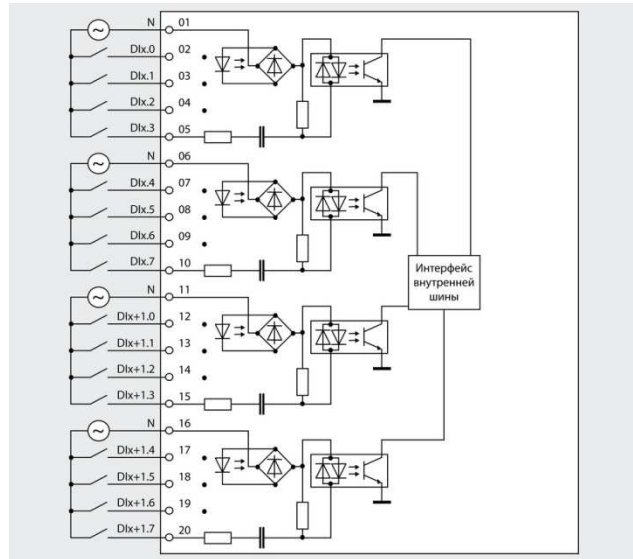 N 01
DIx.0 02
DIx.1 03
DIx.2 04
DIx.3 05
N 06
DIx.4 07
DIx.5 08
DIx.6 09
DIx.7 10
Интерфейс
внутренней
шины
N 11
DIx+1.0 12
DIx+1.1 13
DIx+1.2 14
DIx+1.3 15
N 16
DIx+1.4 17
DIx+1.5 18
DIx+1.6 19
DIx+1.7 20